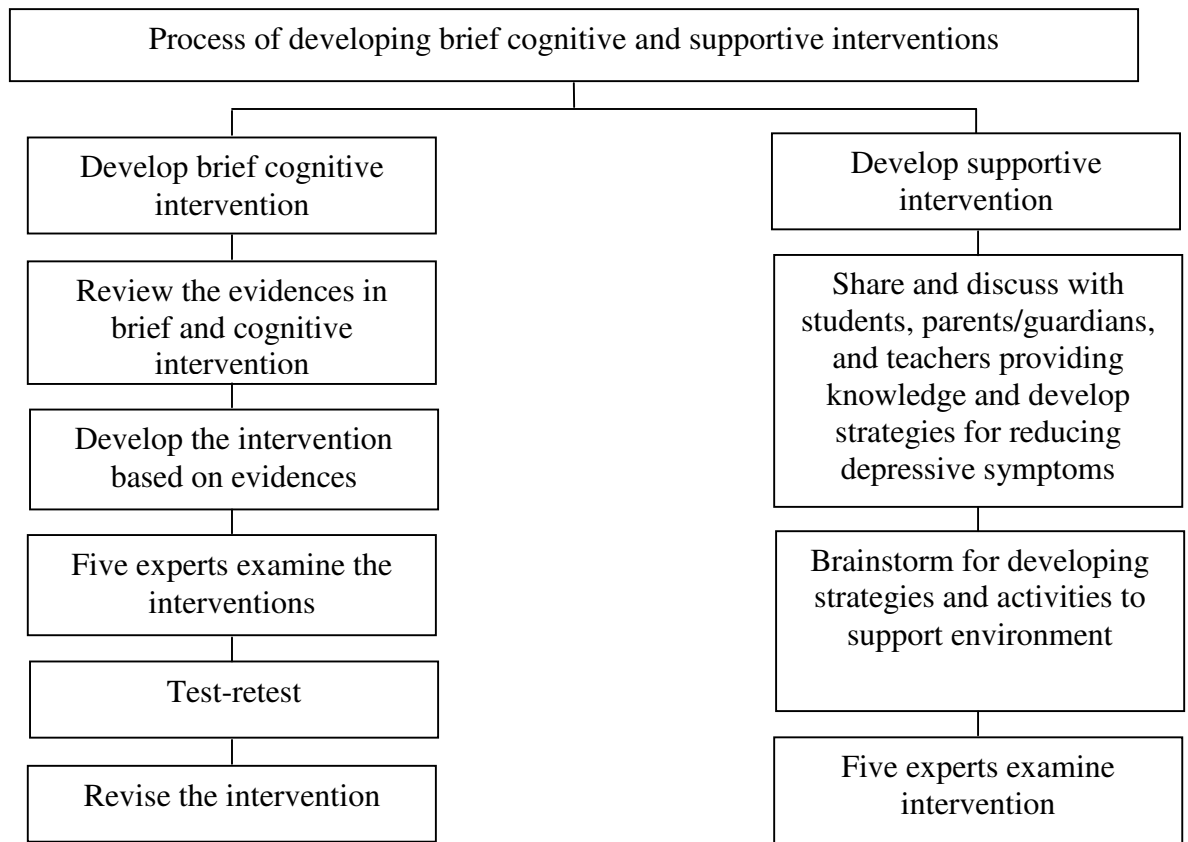 Process of developing brief cognitive and supportive interventions
Develop brief cognitive
intervention
Review the evidences in
brief and cognitive
intervention
Develop the intervention
based on evidences
Five experts examine the
interventions
Test-retest
Revise the intervention
Develop supportive
intervention
Share and discuss with
students, parents/guardians,
and teachers providing
knowledge and develop
strategies for reducing
depressive symptoms
Brainstorm for developing
strategies and activities to
support environment
Five experts examine
intervention